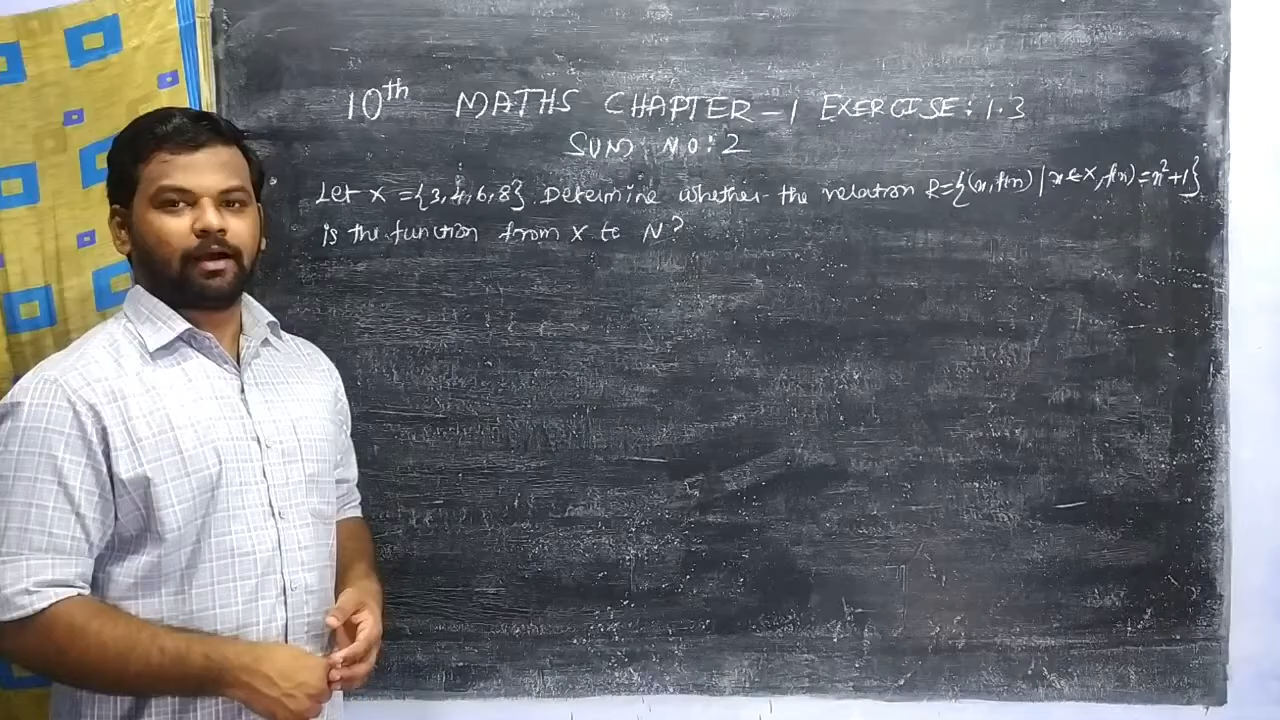 10th MATHS CHAPTER-1 EXERCISE: 1.3
SUM NO: 2
Let X = {3,4,6,8}. Determine whether the relation R={(x, f(x)) | x∈X, f(x)=x²+1}
is the function from X to N?